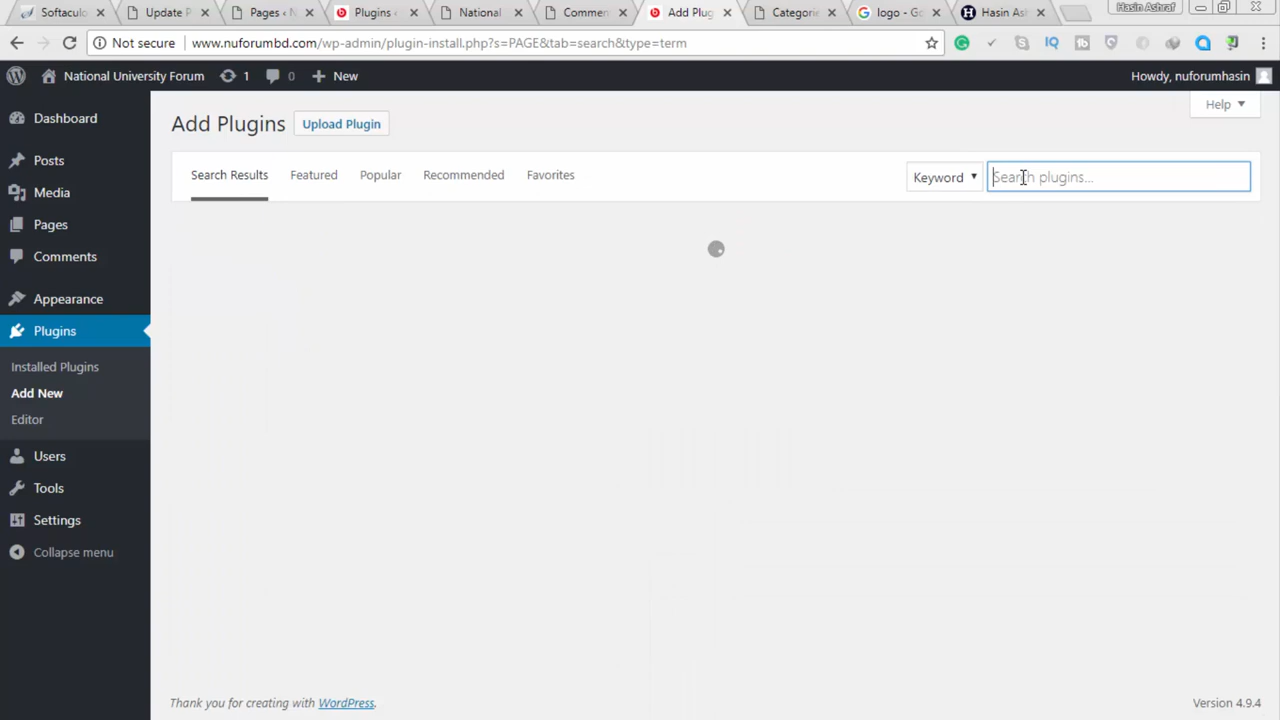 Softaculo
Update P
Pages ‹ N
Plugins ‹
National
Commen
Add Plug
Categorie
logo - Go
Hasin Ash
Hasin Ashraf
Not secure
www.nuforumbd.com/wp-admin/plugin-install.php?s=PAGE&tab=search&type=term
National University Forum
1
0
New
Howdy, nuforumhasin
Help
Dashboard
Posts
Media
Pages
Comments
Appearance
Plugins
Installed Plugins
Add New
Editor
Users
Tools
Settings
Collapse menu
Add Plugins
Upload Plugin
Search Results
Featured
Popular
Recommended
Favorites
Keyword
Search plugins...
Thank you for creating with WordPress.
Version 4.9.4